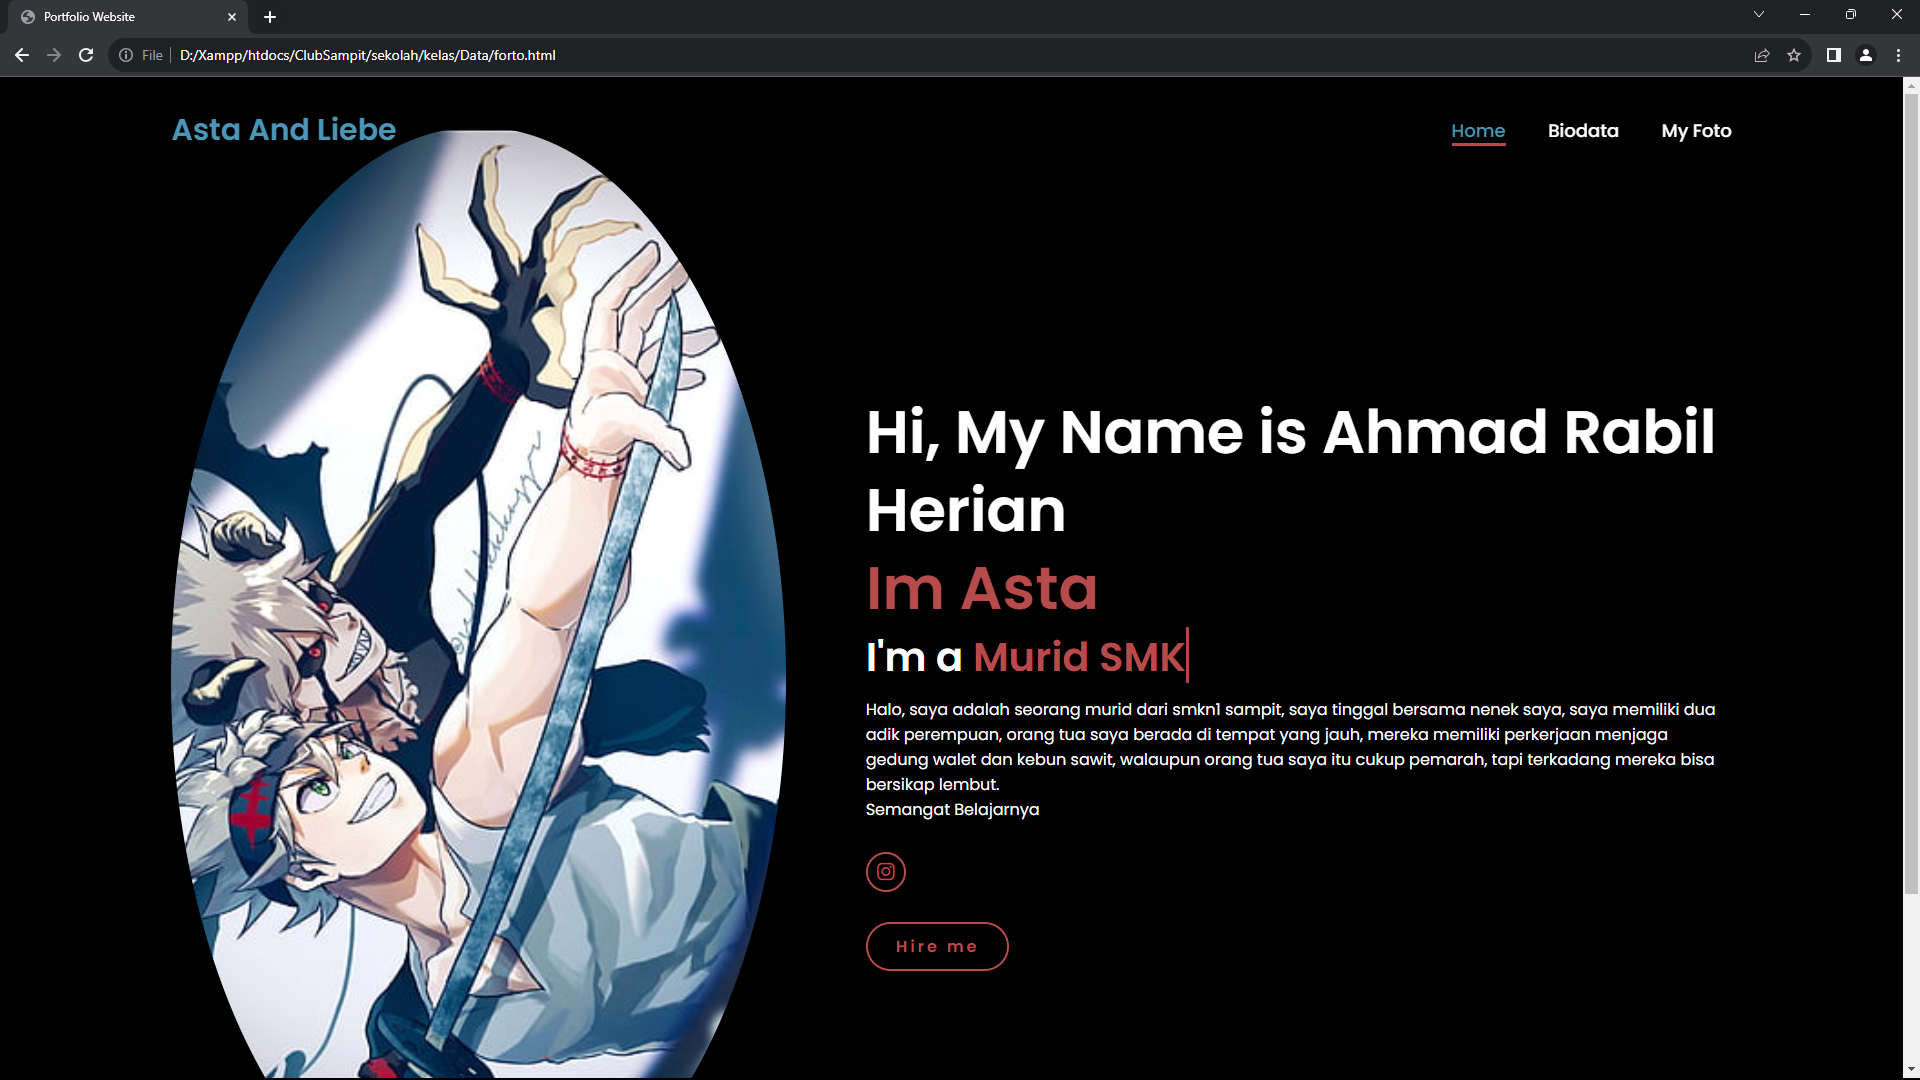 Portfolio Website
File
D:/Xampp/htdocs/ClubSampit/sekolah/kelas/Data/forto.html
Asta And Liebe
Home
Biodata
My Foto
Hi, My Name is Ahmad Rabil
Herian
Im Asta
I'm a Murid SMK
Halo, saya adalah seorang murid dari smkn1 sampit, saya tinggal bersama nenek saya, saya memiliki dua
adik perempuan, orang tua saya berada di tempat yang jauh, mereka memiliki perkerjaan menjaga
gedung walet dan kebun sawit, walaupun orang tua saya itu cukup pemarah, tapi terkadang mereka bisa
bersikap lembut.
Semangat Belajarnya
Hire me